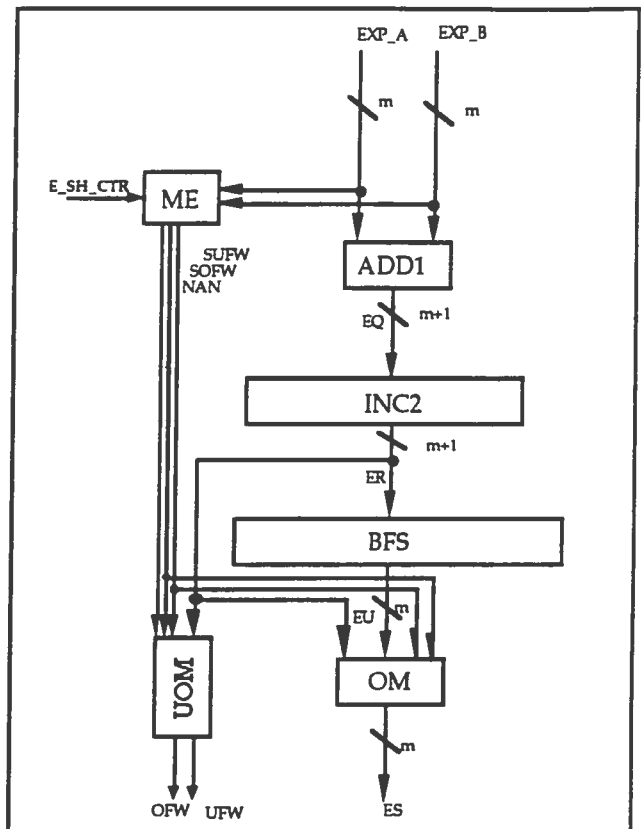 EXP_A EXP_B
m m
E_SH_CTR
ME
SUFW
SOFW
NAN
ADD1
EQ m+1
INC2
m+1
ER
BFS
EU m
UOM
OM
m
OFW UFW
ES